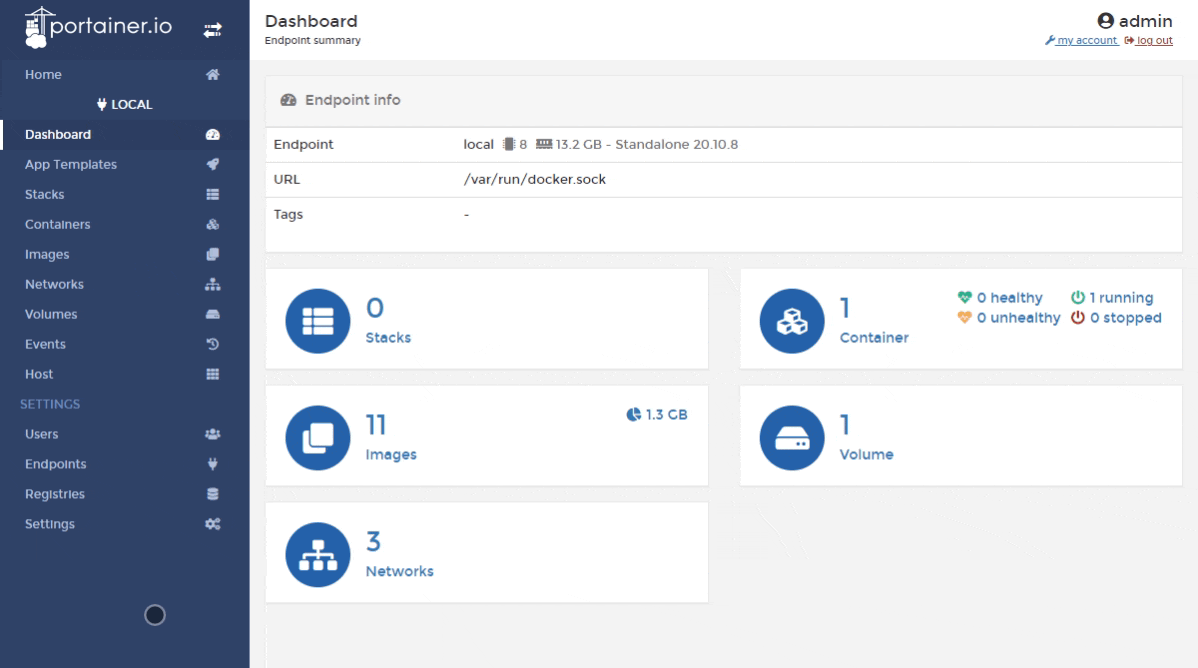 portainer.io
Home
LOCAL
Dashboard
App Templates
Stacks
Containers
Images
Networks
Volumes
Events
Host
SETTINGS
Users
Endpoints
Registries
Settings
Dashboard
Endpoint summary
admin
my account log out
Endpoint info
Endpoint local 8 13.2 GB - Standalone 20.10.8
URL /var/run/docker.sock
Tags -
0
Stacks
1
Container
0 healthy 1 running
0 unhealthy 0 stopped
11
Images
1.3 GB
1
Volume
3
Networks